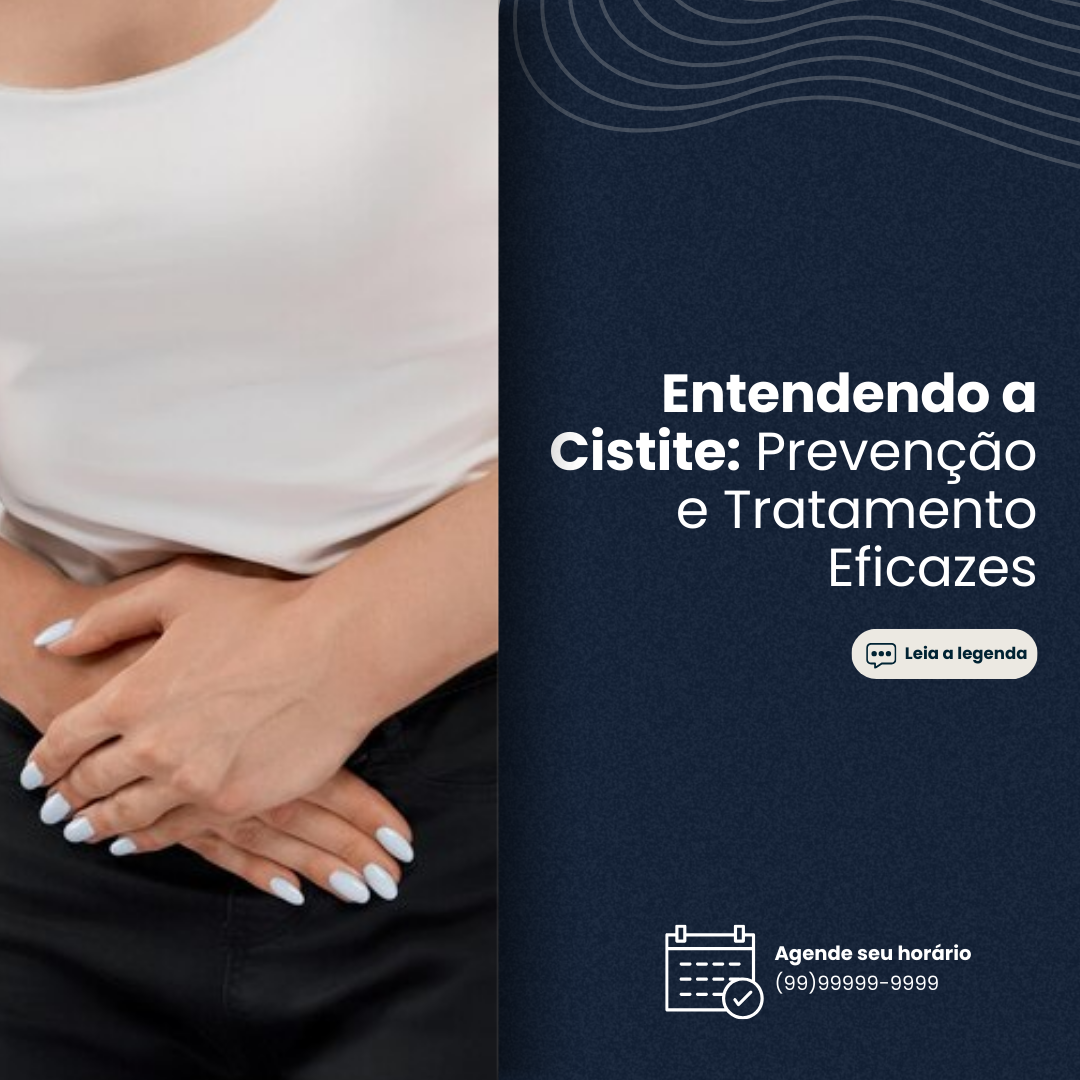 Entendendo a
Cistite: Prevenção
e Tratamento
Eficazes
Leia a legenda
Agende seu horário
(99)99999-9999